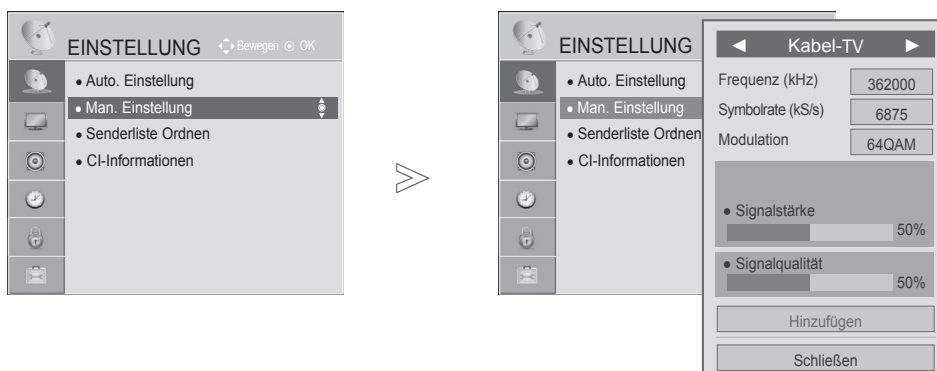 EINSTELLUNG Bewegen OK
• Auto. Einstellung
• Man. Einstellung
• Senderliste Ordnen
• CI-Informationen
EINSTELLUNG
• Auto. Einstellung
• Man. Einstellung
• Senderliste Ordnen
• CI-Informationen
◄ Kabel-TV ►
Frequenz (kHz) 362000
Symbolrate (kS/s) 6875
Modulation 64QAM
• Signalstärke
50%
• Signalqualität
50%
Hinzufügen
Schließen